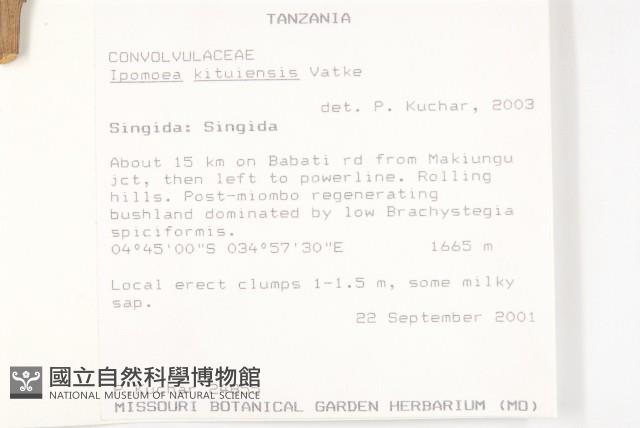 TANZANIA
CONVOLVULACEAE
Ipomoea kituiensis Vatke
det. P. Kuchar, 2003
Singida: Singida
About 15 km on Babati rd from Makiungu
jct, then left to powerline. Rolling
hills. Post-miombo regenerating
bushland dominated by low Brachystegia
spiciformis.
04°45'00"S 034°57'30"E 1665 m
Local erect clumps 1-1.5 m, some milky
sap.
22 September 2001
國立自然科學博物館
Kuchar
NATIONAL MUSEUM OF NATURAL SCIENCE
MISSOURI BOTANICAL GARDEN HERBARIUM (MO)